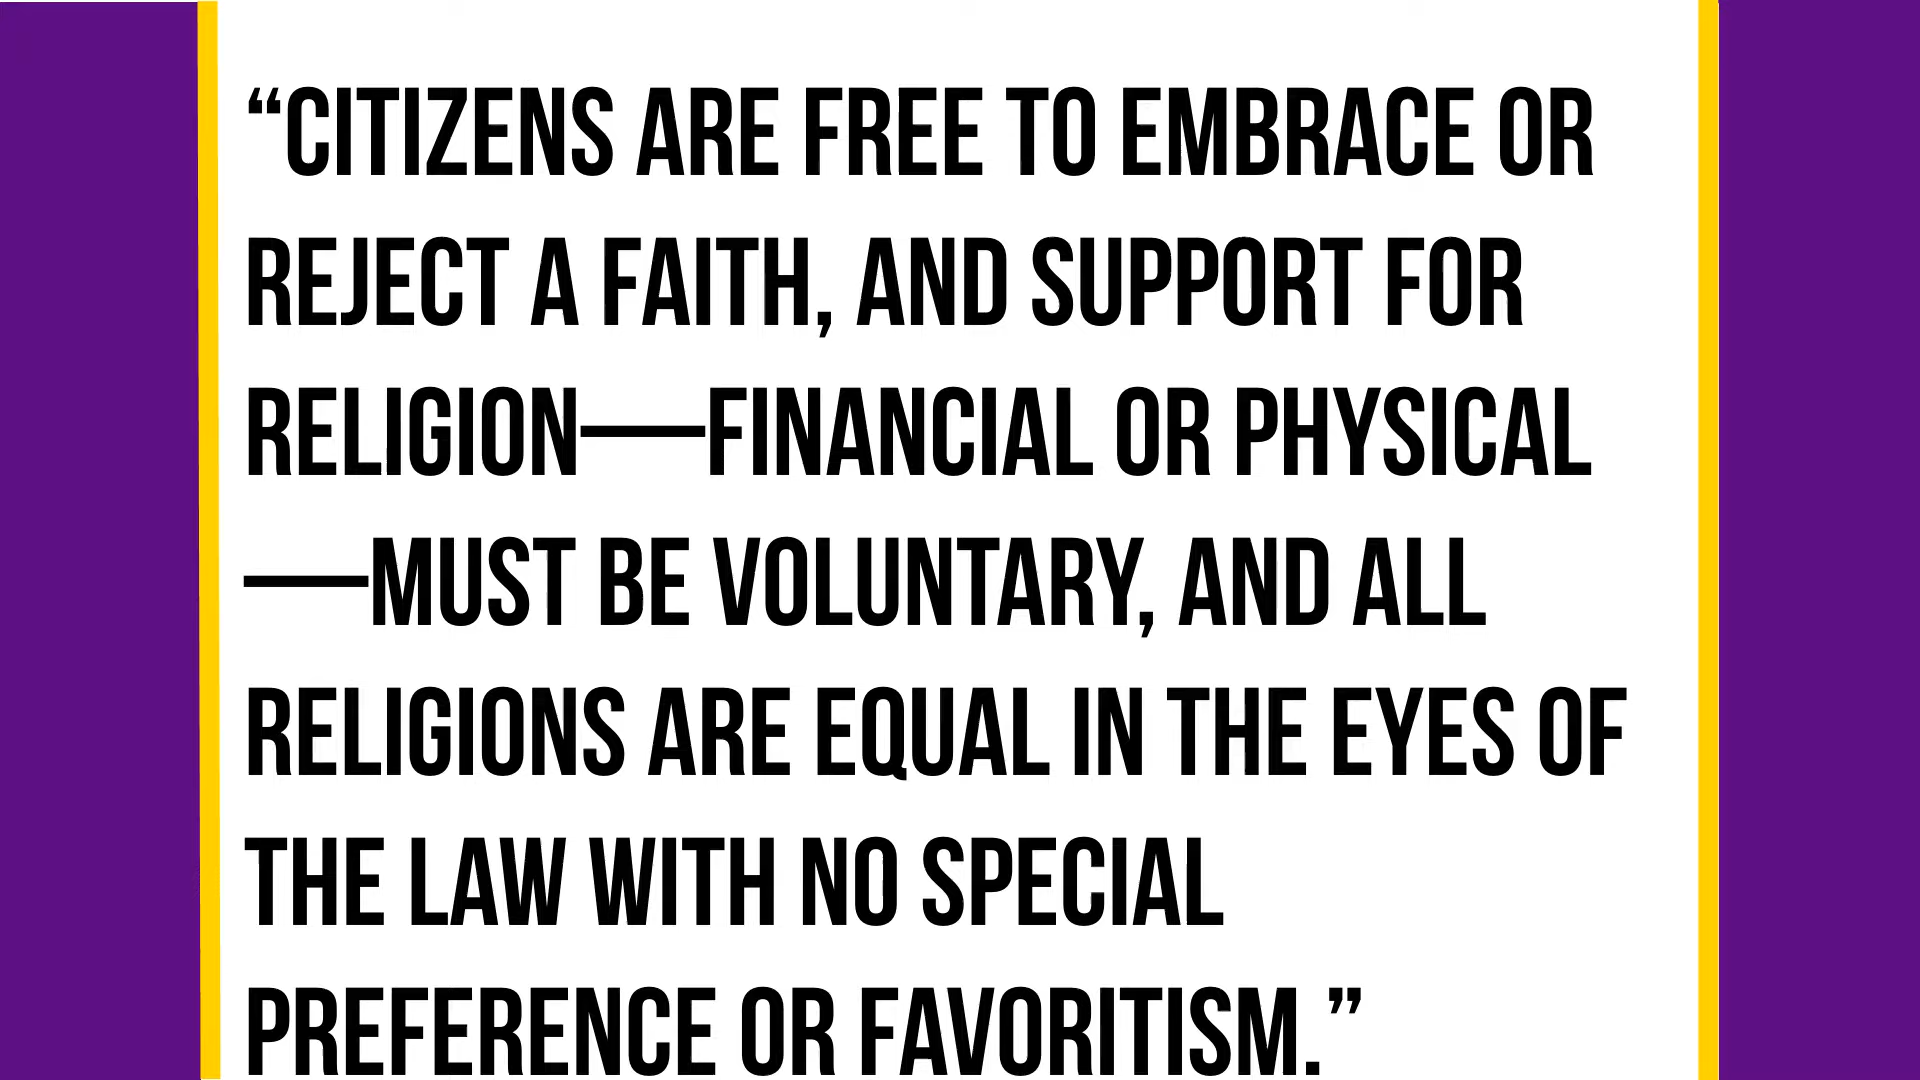 “CITIZENS ARE FREE TO EMBRACE OR
REJECT A FAITH, AND SUPPORT FOR
RELIGION—FINANCIAL OR PHYSICAL
—MUST BE VOLUNTARY, AND ALL
RELIGIONS ARE EQUAL IN THE EYES OF
THE LAW WITH NO SPECIAL
PREFERENCE OR FAVORITISM.”